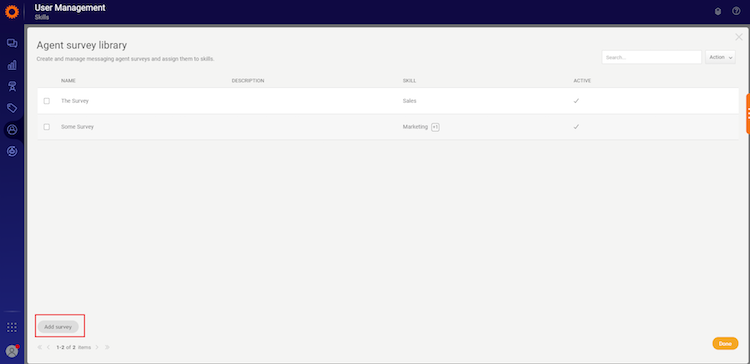 User Management
Skills
Agent survey library
Create and manage messaging agent surveys and assign them to skills.
Search...
Action
NAME DESCRIPTION SKILL ACTIVE
The Survey Sales
Some Survey Marketing +1
Add survey
1-2 of 2 items
Done